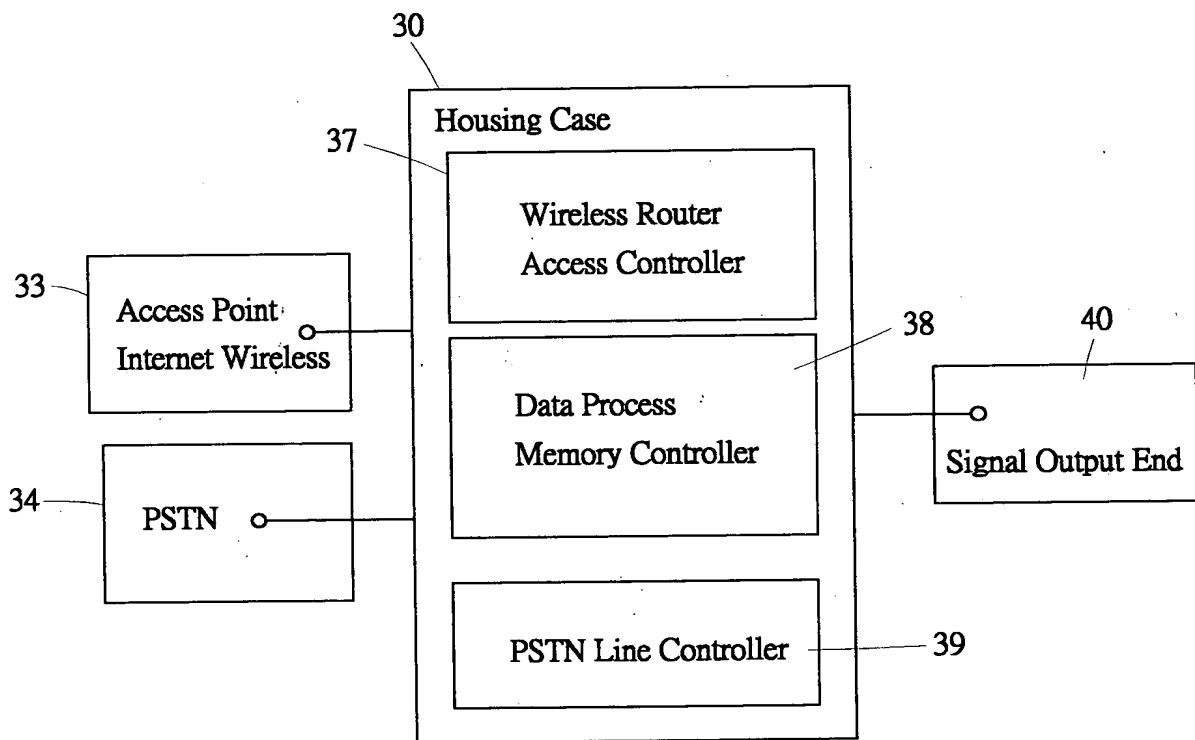 30
Housing Case
37
Wireless Router
Access Controller
33
Access Point
Internet Wireless
38
40
Data Process
Memory Controller
Signal Output End
34
PSTN
PSTN Line Controller
39